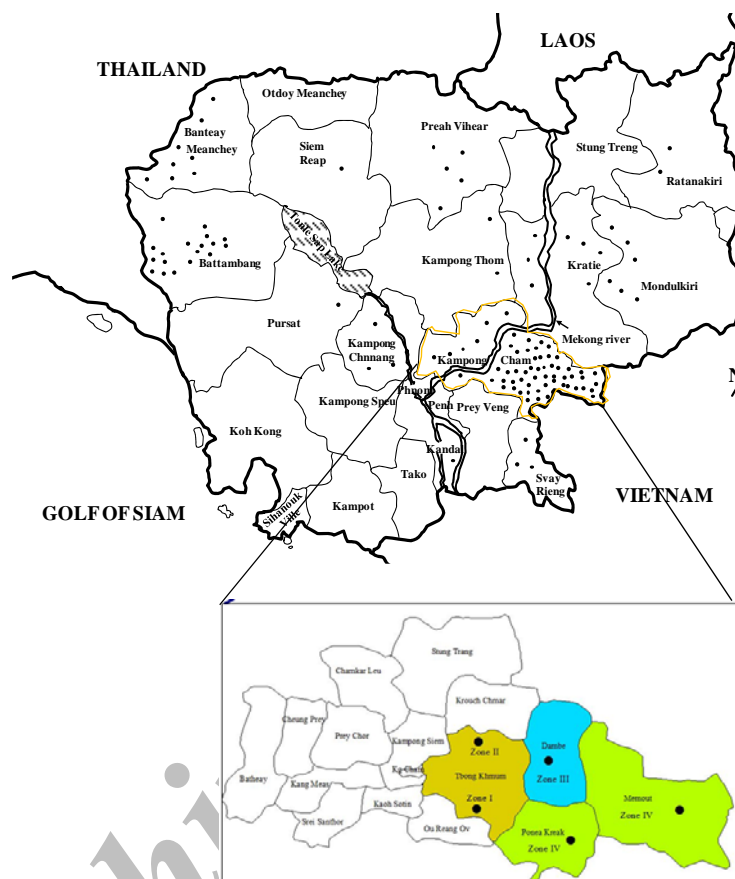 LAOS
THAILAND
Otdoy Meanchey
Banteay
Meanchey
Preah Vihear
Siem
Reap
Stung Treng
Ratanakiri
Tonle Sap Lake
Battambang
Kampong Thom
Kratie
Mondulkiri
Pursat
Kampong
Chnnang
Kampong
Cham
Mekong river
Phnom
Penh
Prey Veng
Kampong Speu
Koh Kong
Kanda
Tako
Svay
Rieng
VIETNAM
GOLF OF SIAM
Sihanouk
Ville
Kampot
Stung Trang
Chamkar Leu
Krouch Chmar
Cheung Prey
Prey Chor
Kampong Siem
Zone II
Dambe
Batheay
Tbong Khmum
Zone III
Kang Meas
Zone I
Memout
Zone IV
Kaoh Sotin
Srei Santhor
Ou Reang Ov
Ponea Kreak
Zone IV